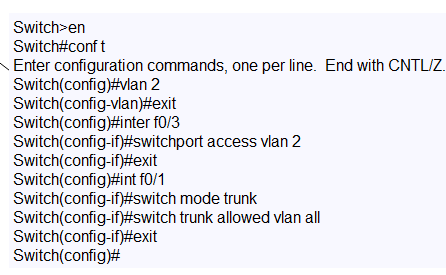 Switch>en
Switch#conf t
Enter configuration commands, one per line.  End with CNTL/Z.
Switch(config)#vlan 2
Switch(config-vlan)#exit
Switch(config)#inter f0/3
Switch(config-if)#switchport access vlan 2
Switch(config-if)#exit
Switch(config)#int f0/1
Switch(config-if)#switch mode trunk
Switch(config-if)#switch trunk allowed vlan all
Switch(config-if)#exit
Switch(config)#